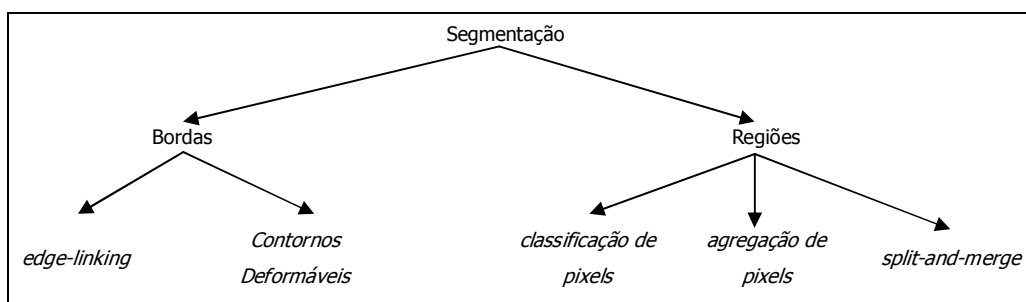 Segmentação
Bordas
Regiões
edge-linking
Contornos
Deformáveis
classificação de
pixels
agregação de
pixels
split-and-merge